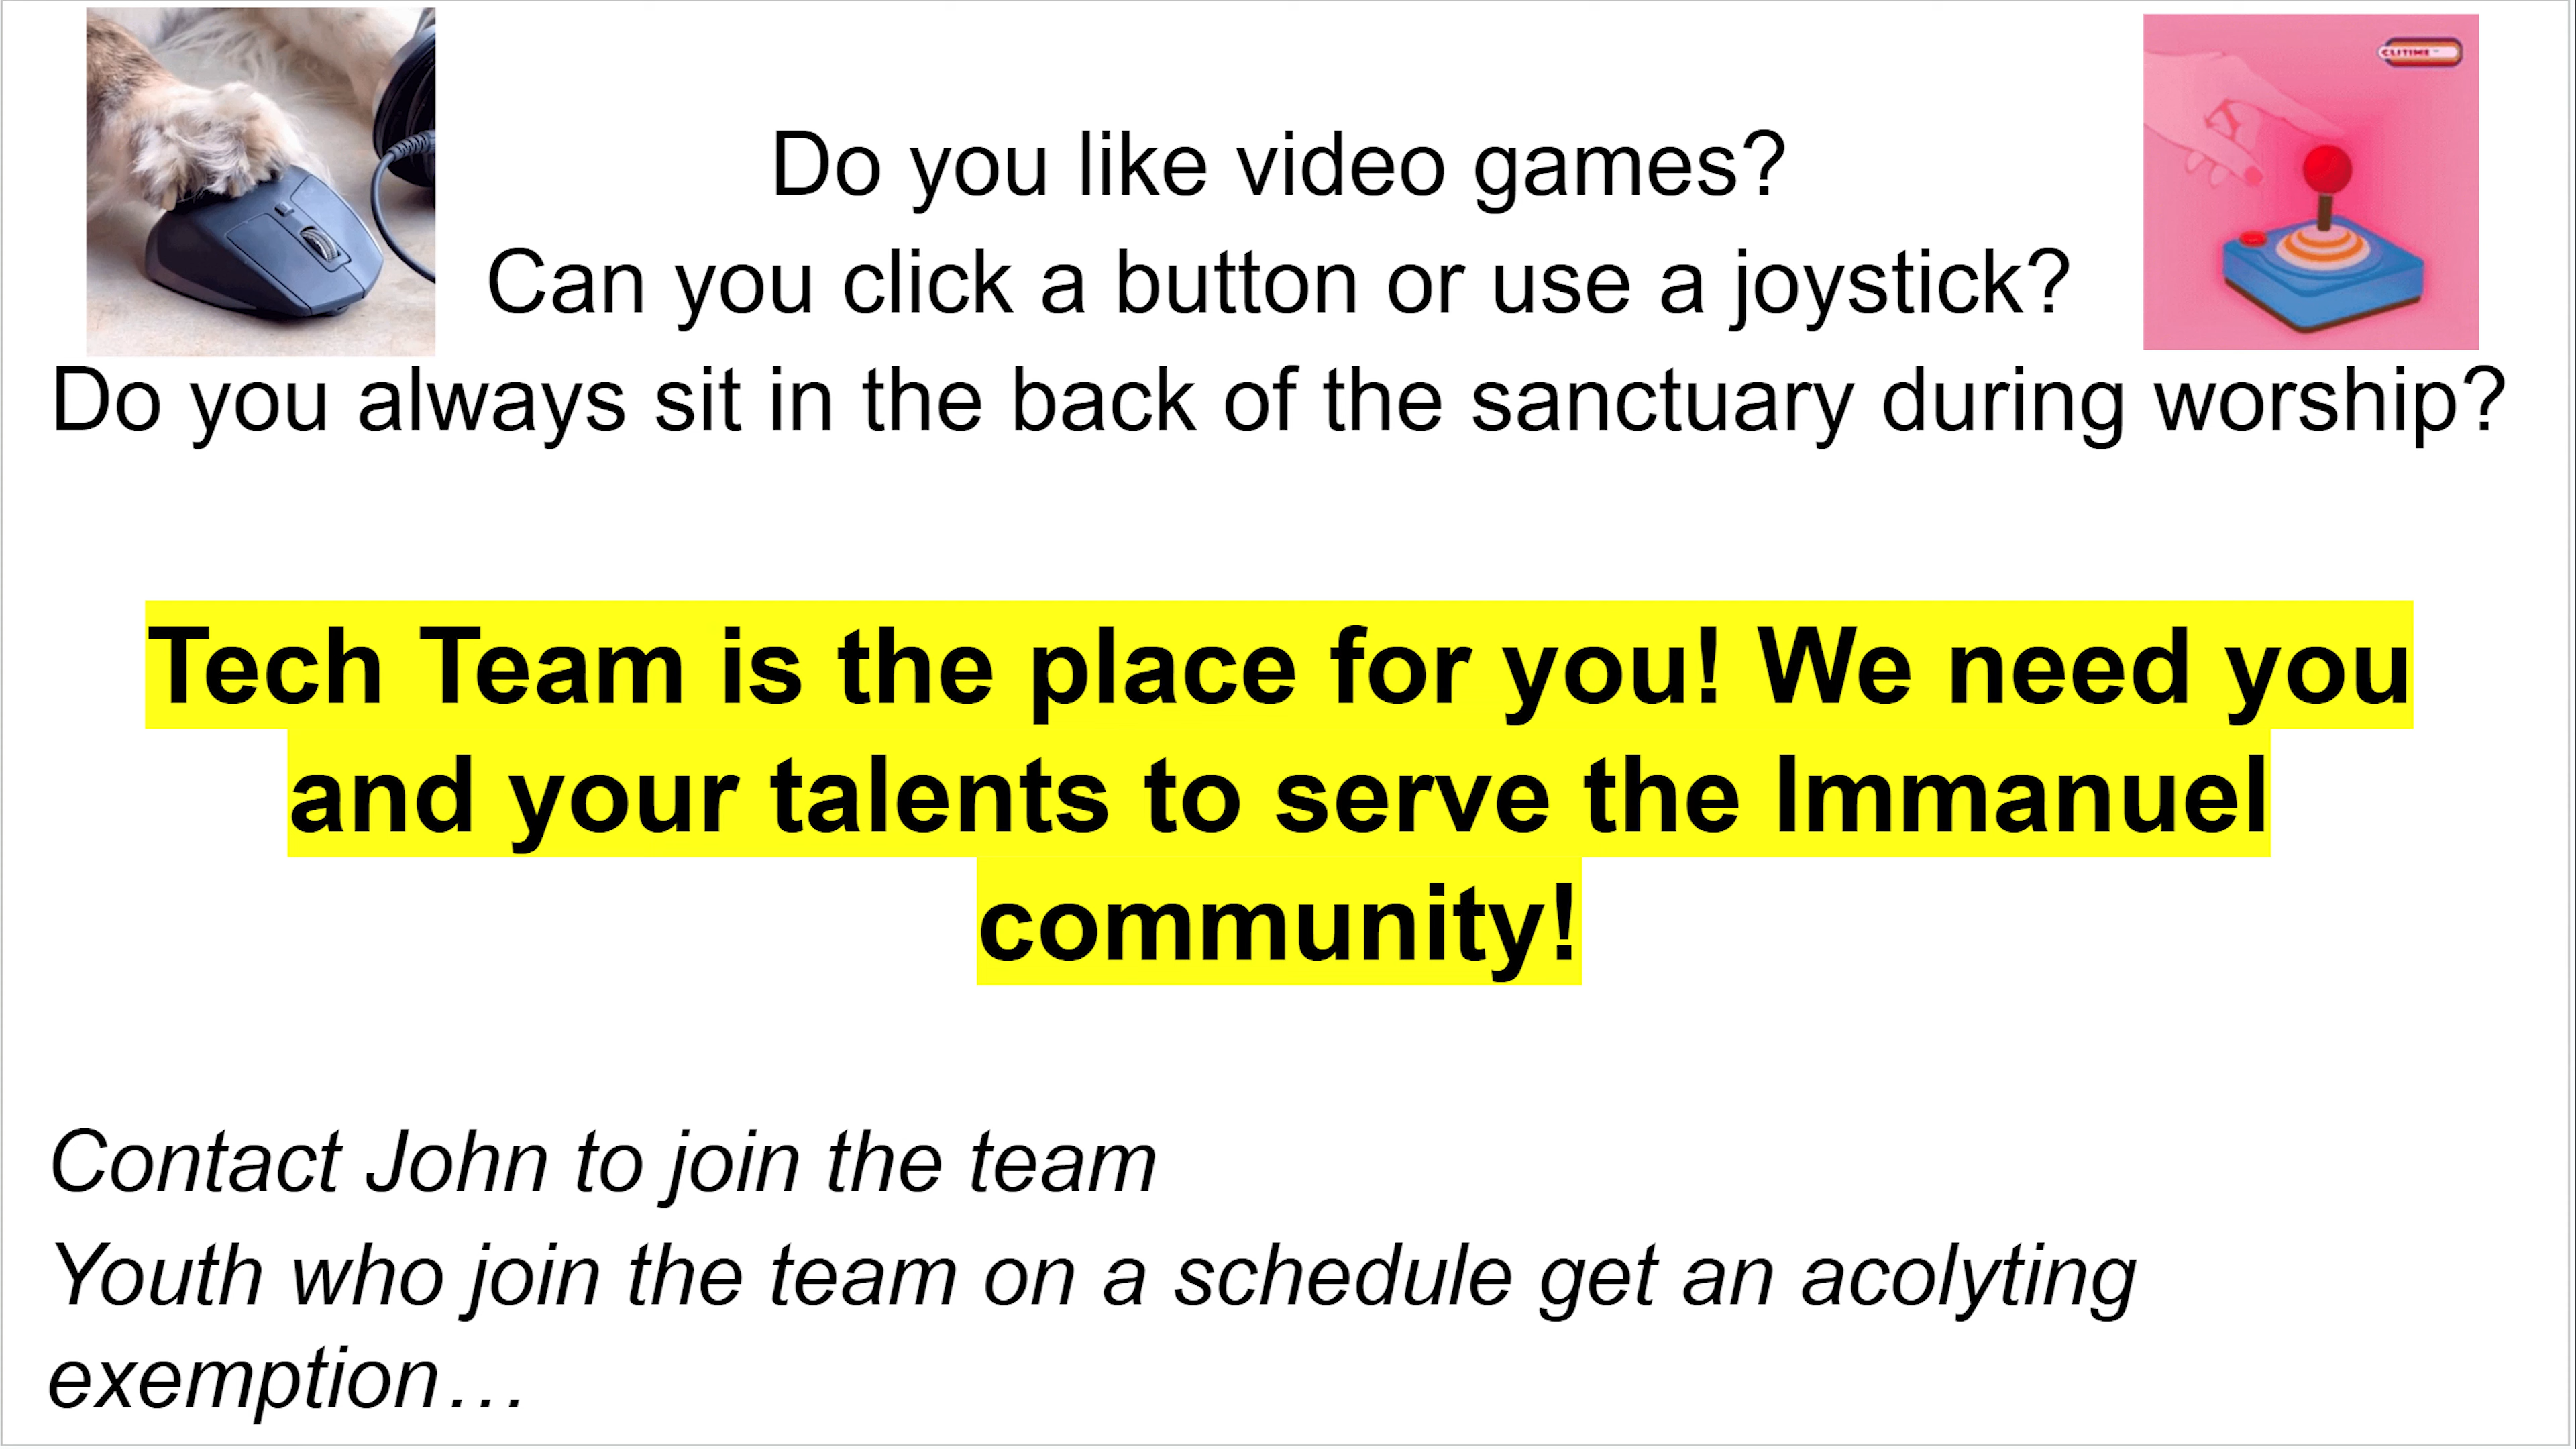 CLITIME
Do you like video games?
Can you click a button or use a joystick?
Do you always sit in the back of the sanctuary during worship?
Tech Team is the place for you! We need you
and your talents to serve the Immanuel
community!
Contact John to join the team
Youth who join the team on a schedule get an acolyting
exemption…